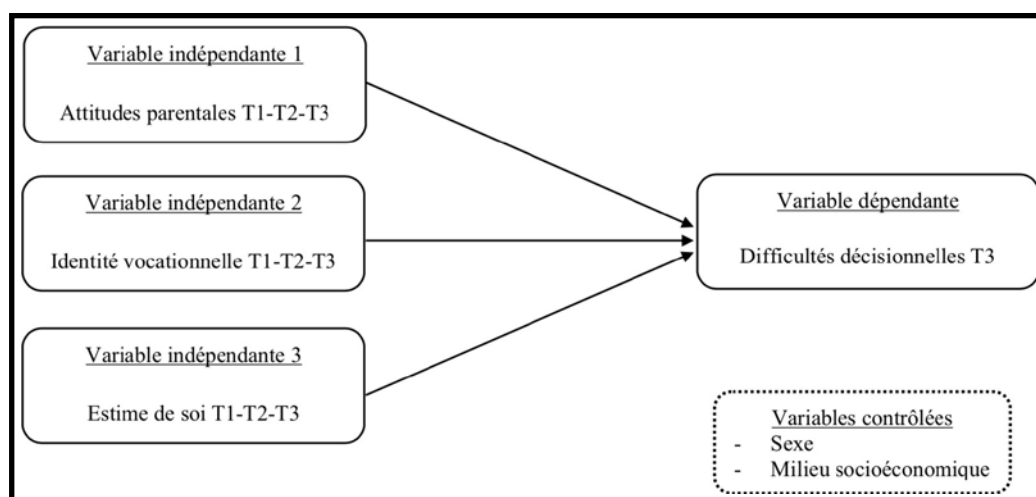 Variable indépendante 1
Attitudes parentales T1-T2-T3
Variable indépendante 2
Identité vocationnelle T1-T2-T3
Variable indépendante 3
Estime de soi T1-T2-T3
Variable dépendante
Difficultés décisionnelles T3
Variables contrôlées
- Sexe
- Milieu socioéconomique